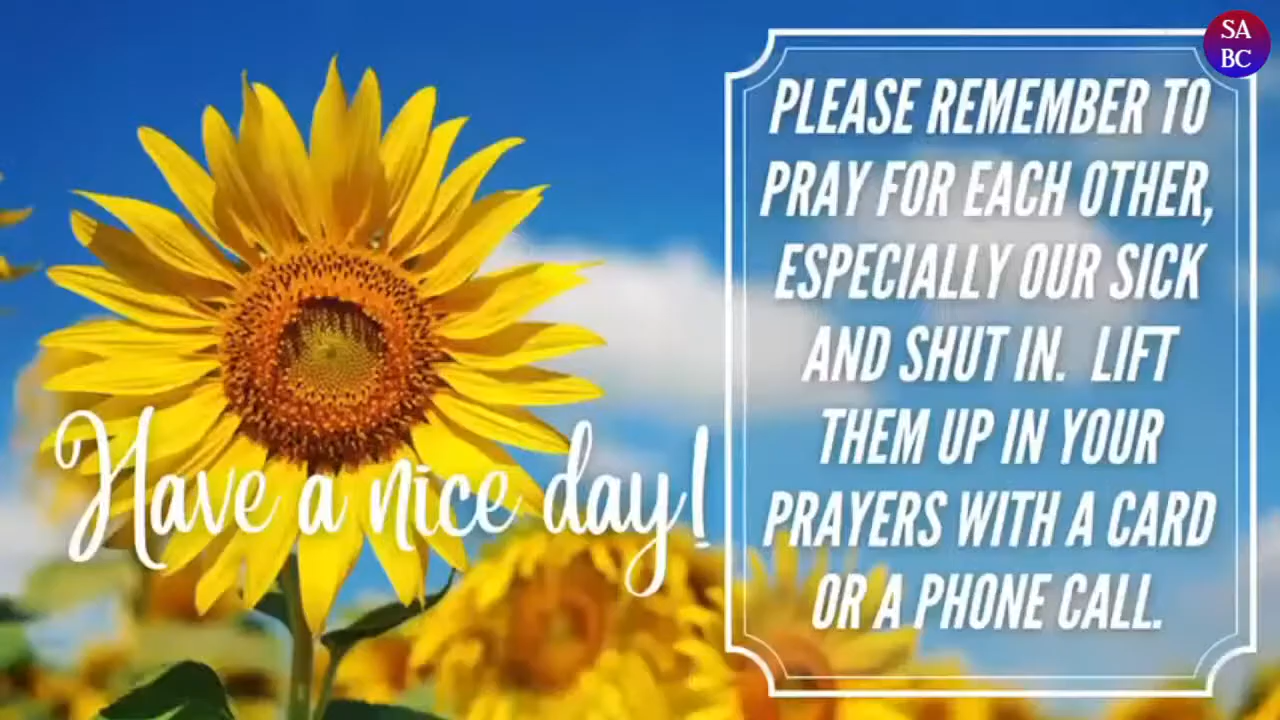 SA
BC
PLEASE REMEMBER TO
PRAY FOR EACH OTHER,
ESPECIALLY OUR SICK
AND SHUT IN. LIFT
THEM UP IN YOUR
PRAYERS WITH A CARD
OR A PHONE CALL.
Have a nice day!